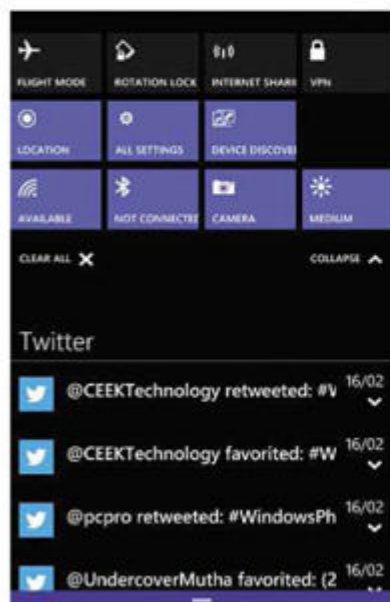 FLIGHT MODE ROTATION LOCK INTERNET SHARI VPN
LOCATION ALL SETTINGS DEVICE DISCOVE
AVAILABLE NOT CONNECTED CAMERA MEDIUM
CLEAR ALL COLLAPSE
Twitter
@CEEKTechnology retweeted: #V 16/02
@CEEKTechnology favorited: #W 16/02
@pcpro retweeted: #WindowsPh 16/02
@UndercoverMutha favorited: (2 16/02